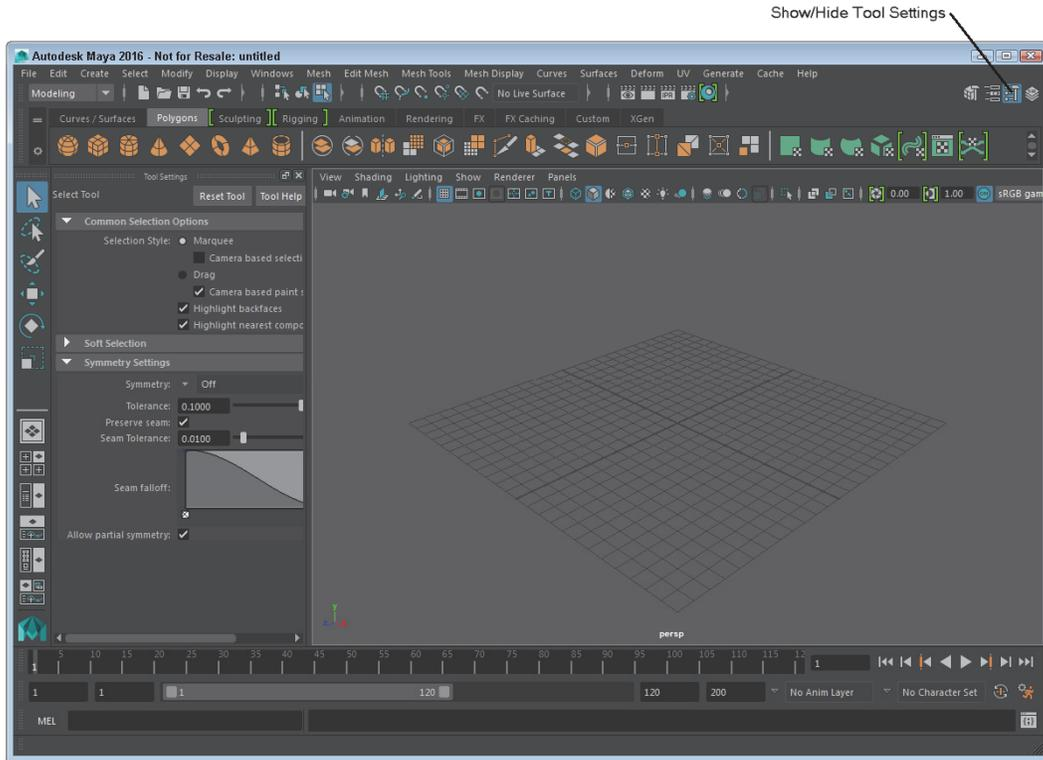 Show/Hide Tool Settings
Autodesk Maya 2016 - Not for Resale: untitled
File Edit Create Select Modify Display Windows Mesh Edit Mesh Mesh Tools Mesh Display Curves Surfaces Deform UV Generate Cache Help
Modeling No Live Surface IPR
Curves / Surfaces Polygons Sculpting Rigging Animation Rendering FX FX Caching Custom XGen
Tool Settings
View Shading Lighting Show Renderer Panels
Select Tool Reset Tool Tool Help
0.00 1.00 sRGB gam
Common Selection Options
Selection Style: Marquee
Camera based selecti
Drag
Camera based paint s
Highlight backfaces
Highlight nearest compo
Soft Selection
Symmetry Settings
Symmetry: Off
Tolerance: 0.1000
Preserve seam:
Seam Tolerance: 0.0100
Seam falloff:
Allow partial symmetry:
y
z x
persp
5 10 15 20 25 30 35 40 45 50 55 60 65 70 75 80 85 90 95 100 105 110 115 12
1 1
1 1 1 120 120 200 No Anim Layer No Character Set
MEL